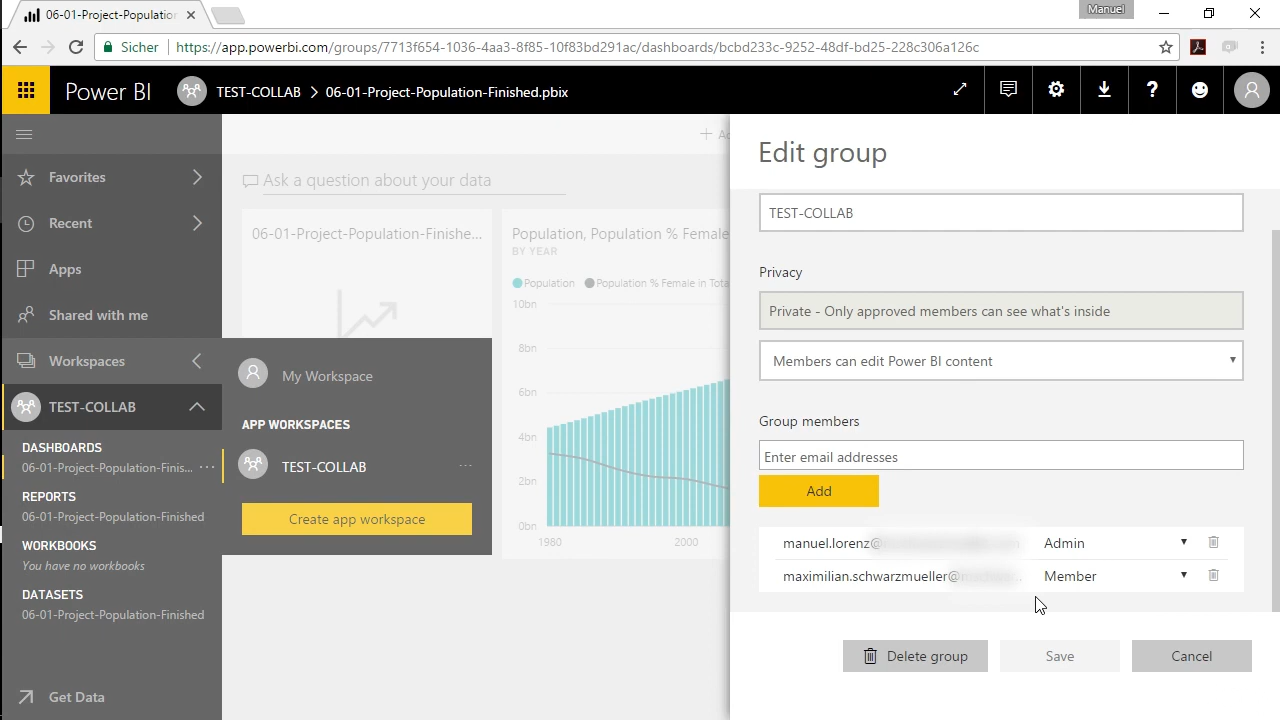 06-01-Project-Population
Manuel
Sicher
https://app.powerbi.com/groups/7713f654-1036-4aa3-8f85-10f83bd291ac/dashboards/bcbd233c-9252-48df-bd25-228c306a126c
Power BI
TEST-COLLAB > 06-01-Project-Population-Finished.pbix
Favorites
Recent
Apps
Shared with me
Workspaces
TEST-COLLAB
DASHBOARDS
06-01-Project-Population-Finis...
REPORTS
06-01-Project-Population-Finished
WORKBOOKS
You have no workbooks
DATASETS
06-01-Project-Population-Finished
Get Data
Ask a question about your data
06-01-Project-Population-Finishe...
Population, Population % Female
BY YEAR
Population
Population % Female in Tota
10bn
8bn
6bn
4bn
2bn
0bn
1980
2000
My Workspace
APP WORKSPACES
TEST-COLLAB
Create app workspace
Edit group
TEST-COLLAB
Privacy
Private - Only approved members can see what's inside
Members can edit Power BI content
Group members
Enter email addresses
Add
manuel.lorenz@
Admin
maximilian.schwarzmueller@
Member
Delete group
Save
Cancel